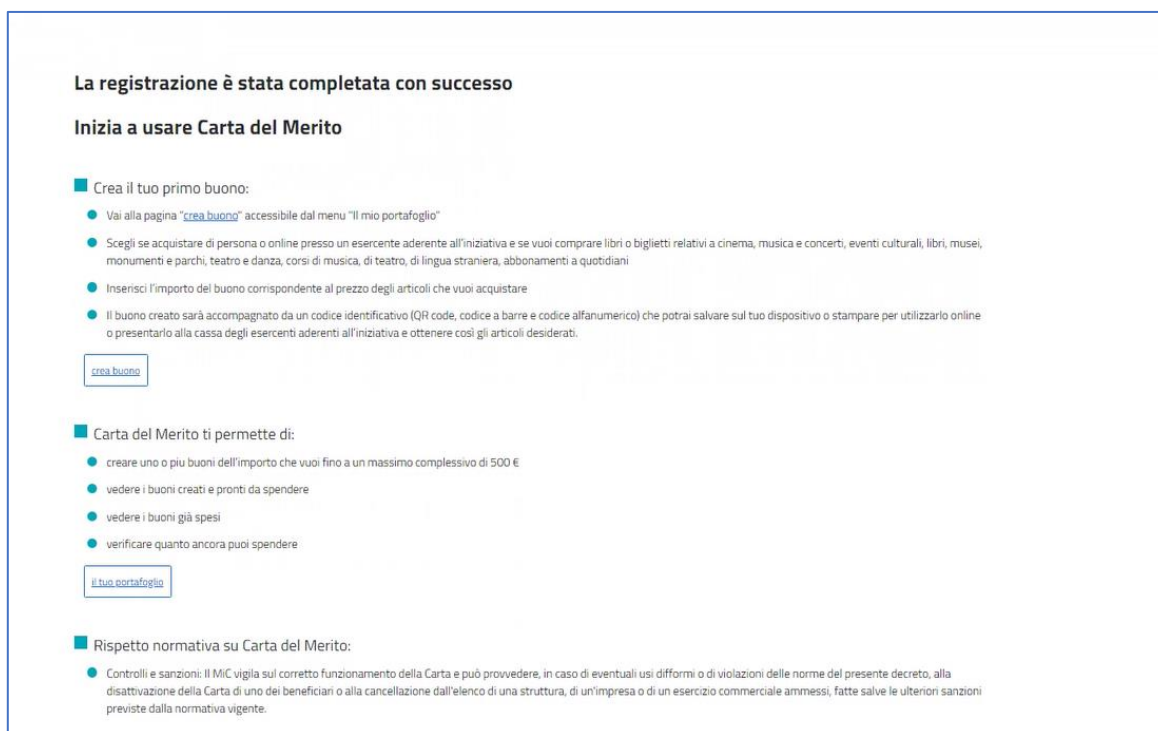 La registrazione è stata completata con successo
Inizia a usare Carta del Merito
Crea il tuo primo buono:
Vai alla pagina "crea buono" accessibile dal menu "Il mio portafoglio"
Scegli se acquistare di persona o online presso un esercente aderente all'iniziativa e se vuoi comprare libri o biglietti relativi a cinema, musica e concerti, eventi culturali, libri, musei,
monumenti e parchi, teatro e danza, corsi di musica, di teatro, di lingua straniera, abbonamenti a quotidiani
Inserisci l'importo del buono corrispondente al prezzo degli articoli che vuoi acquistare
Il buono creato sarà accompagnato da un codice identificativo (QR code, codice a barre e codice alfanumerico) che potrai salvare sul tuo dispositivo o stampare per utilizzarlo online
o presentarlo alla cassa degli esercenti aderenti all'iniziativa e ottenere così gli articoli desiderati.
crea buono
Carta del Merito ti permette di:
creare uno o piu buoni dell'importo che vuoi fino a un massimo complessivo di 500 €
vedere i buoni creati e pronti da spendere
vedere i buoni già spesi
verificare quanto ancora puoi spendere
il tuo portafoglio
Rispetto normativa su Carta del Merito:
Controlli e sanzioni: Il MiC vigila sul corretto funzionamento della Carta e può provvedere, in caso di eventuali usi difformi o di violazioni delle norme del presente decreto, alla
disattivazione della Carta di uno dei beneficiari o alla cancellazione dall'elenco di una struttura, di un'impresa o di un esercizio commerciale ammessi, fatte salve le ulteriori sanzioni
previste dalla normativa vigente.